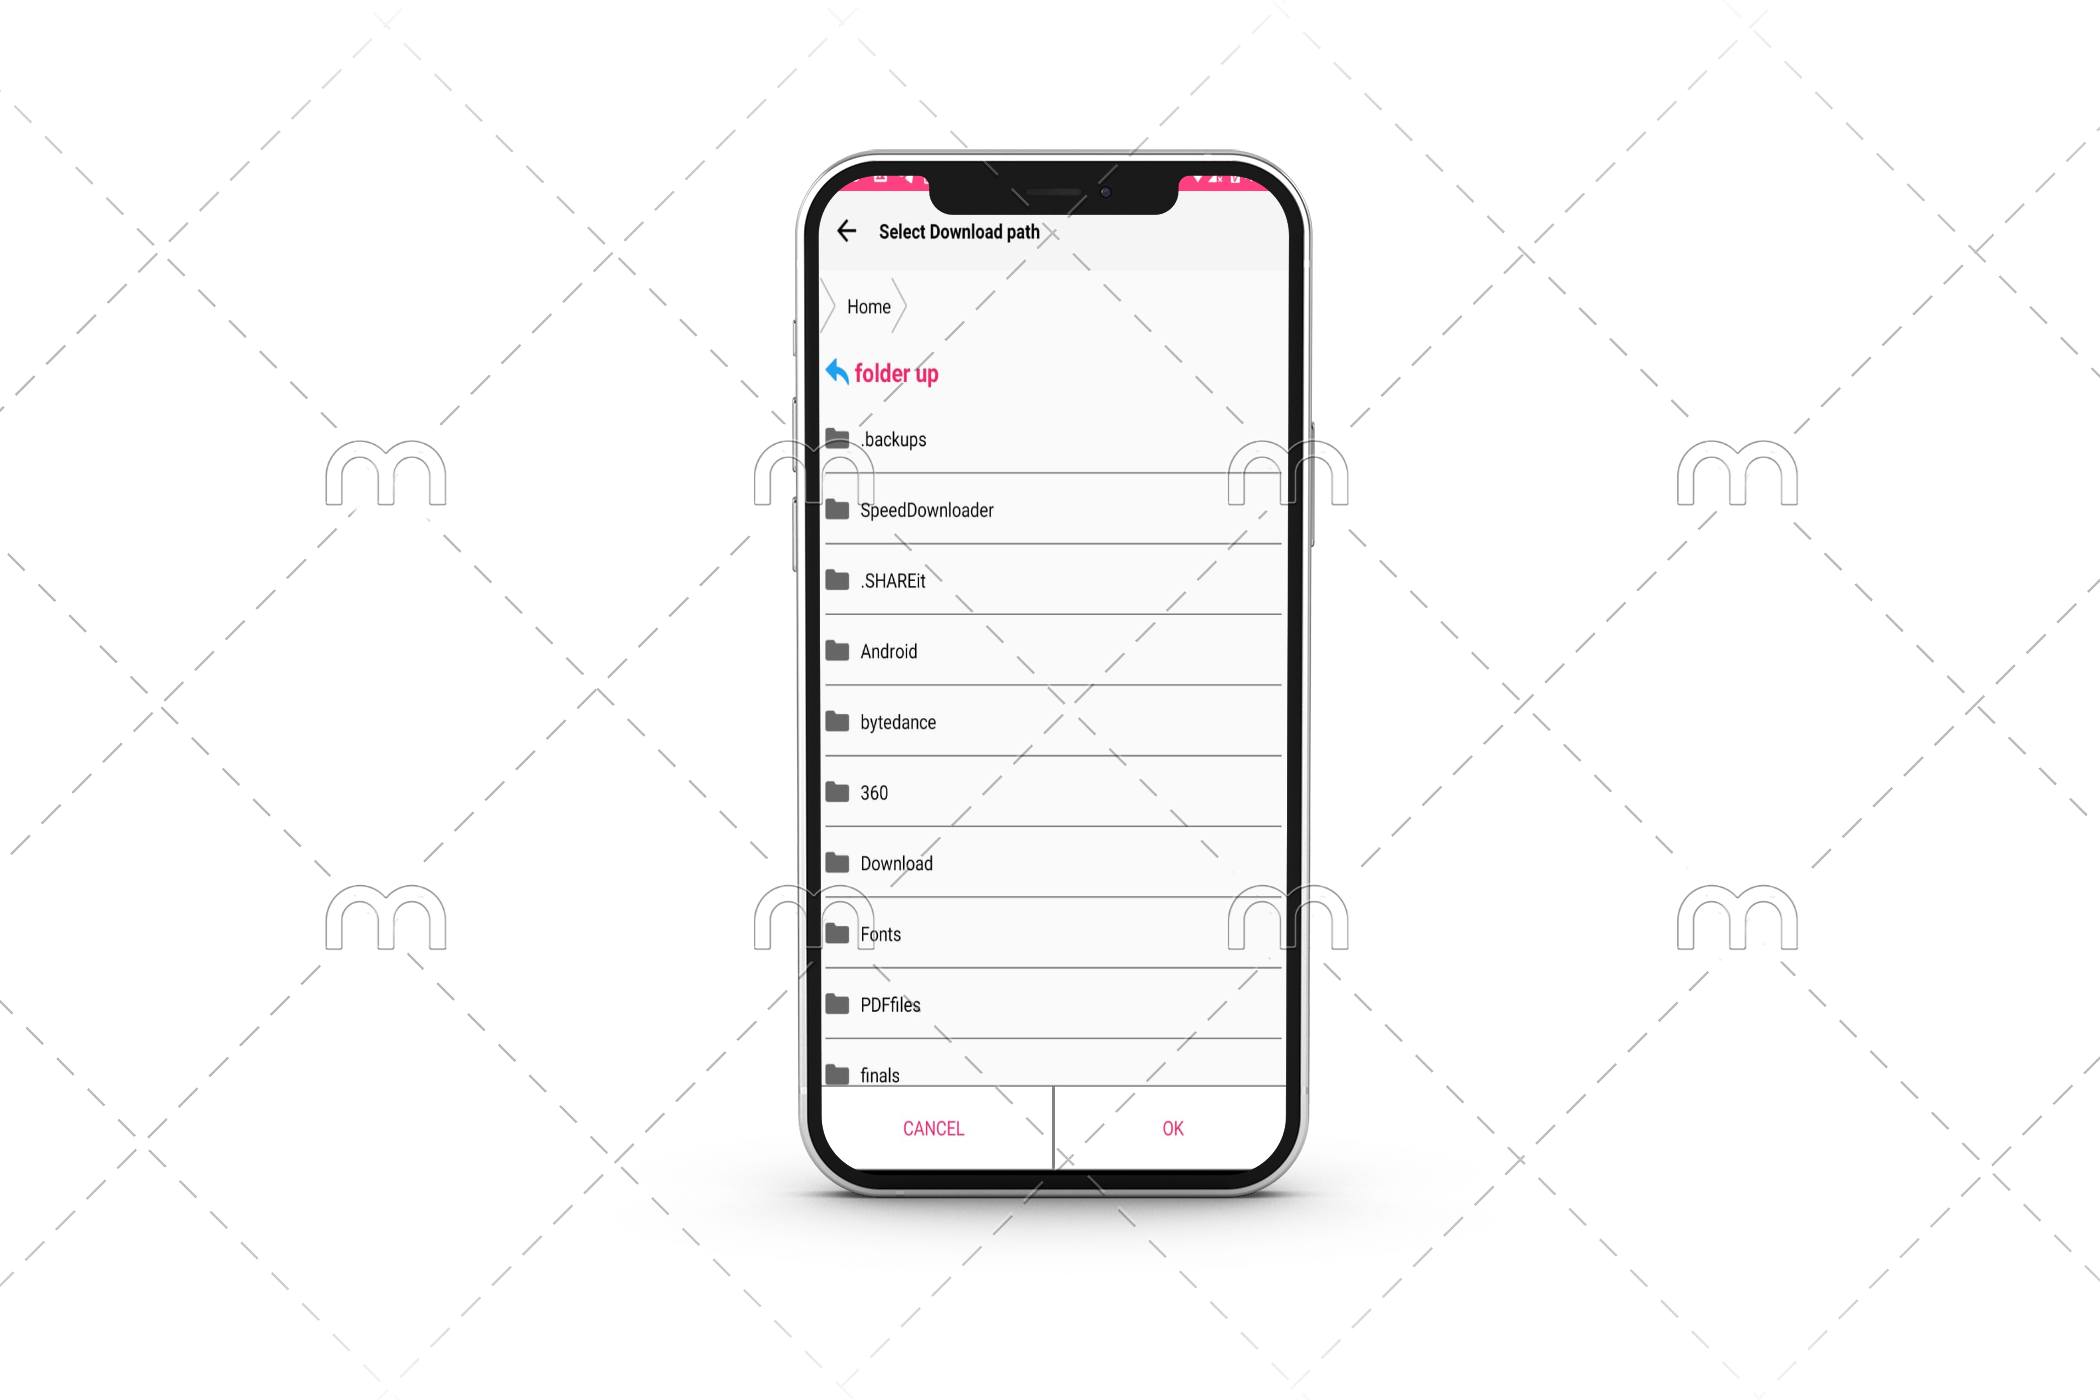 Select Download path
Home
folder up
.backups
SpeedDownloader
.SHAREit
Android
bytedance
360
Download
Fonts
PDFfiles
finals
CANCEL
OK